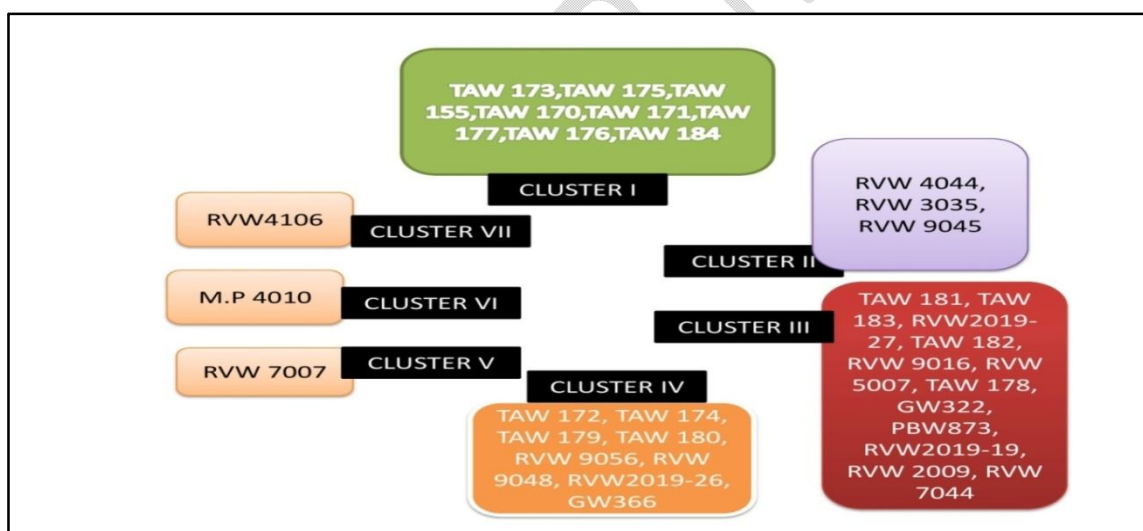 TAW 173,TAW 175,TAW
155,TAW 170,TAW 171,TAW
177,TAW 176,TAW 184
CLUSTER I
RVW 4044,
RVW 3035,
RVW 9045
CLUSTER II
RVW4106
CLUSTER VII
M.P 4010
CLUSTER VI
CLUSTER III
TAW 181, TAW
183, RVW2019-
27, TAW 182,
RVW 9016, RVW
5007, TAW 178,
GW322,
PBW873,
RVW2019-19,
RVW 2009, RVW
7044
RVW 7007
CLUSTER V
CLUSTER IV
TAW 172, TAW 174,
TAW 179, TAW 180,
RVW 9056, RVW
9048, RVW2019-26,
GW366